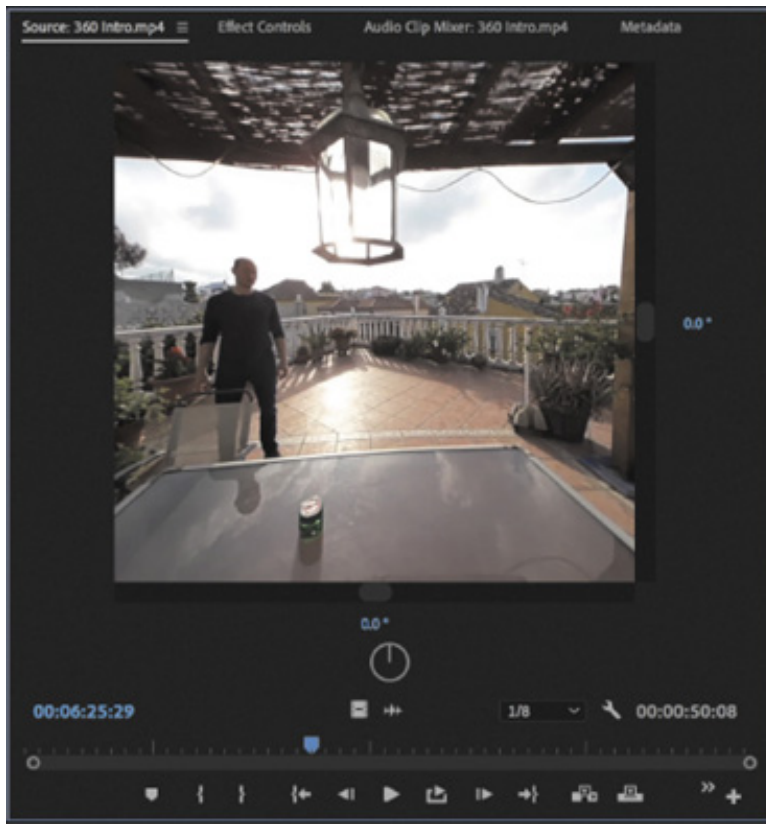 Source: 360 Intro.mp4 Effect Controls Audio Clip Mixer: 360 Intro.mp4 Metadata
0.0 °
0.0 °
00:06:25:29 1/8 00:00:50:08